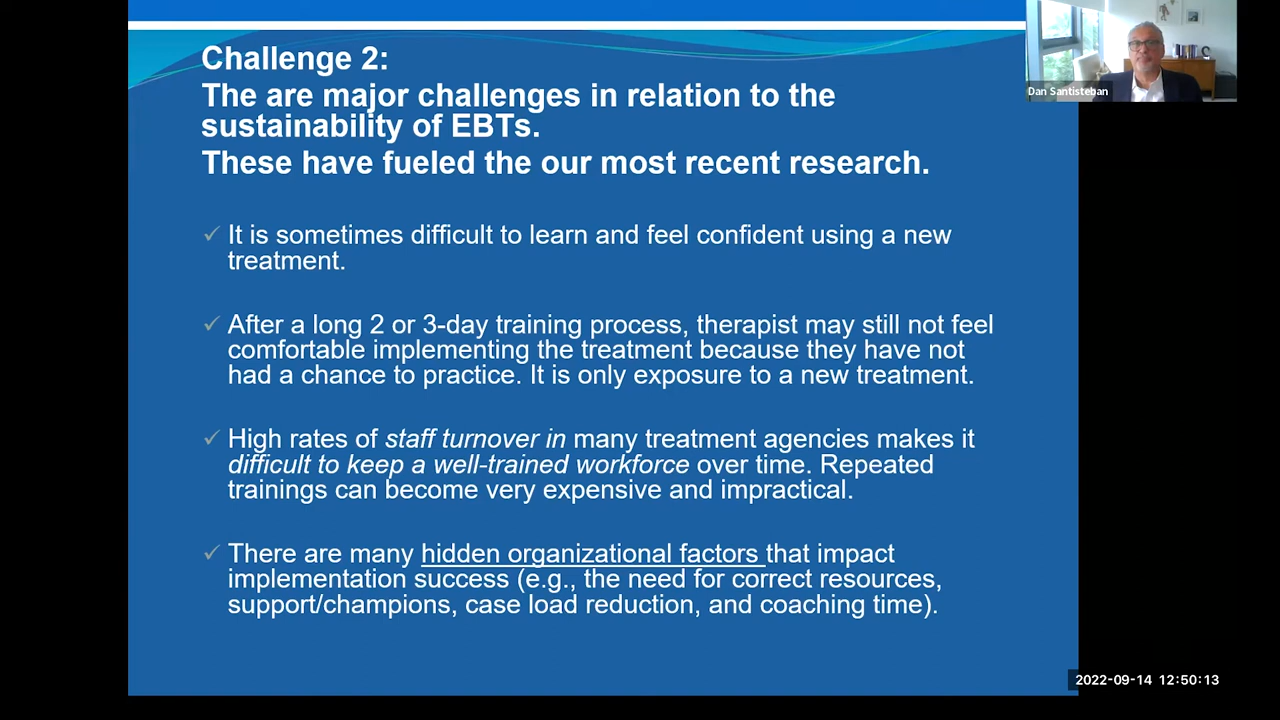 Challenge 2:
The are major challenges in relation to the
sustainability of EBTs.
These have fueled the our most recent research.
✓ It is sometimes difficult to learn and feel confident using a new
treatment.
✓ After a long 2 or 3-day training process, therapist may still not feel
comfortable implementing the treatment because they have not
had a chance to practice. It is only exposure to a new treatment.
✓ High rates of staff turnover in many treatment agencies makes it
difficult to keep a well-trained workforce over time. Repeated
trainings can become very expensive and impractical.
✓ There are many hidden organizational factors that impact
implementation success (e.g., the need for correct resources,
support/champions, case load reduction, and coaching time).
Dan Santisteban
2022-09-14 12:50:13